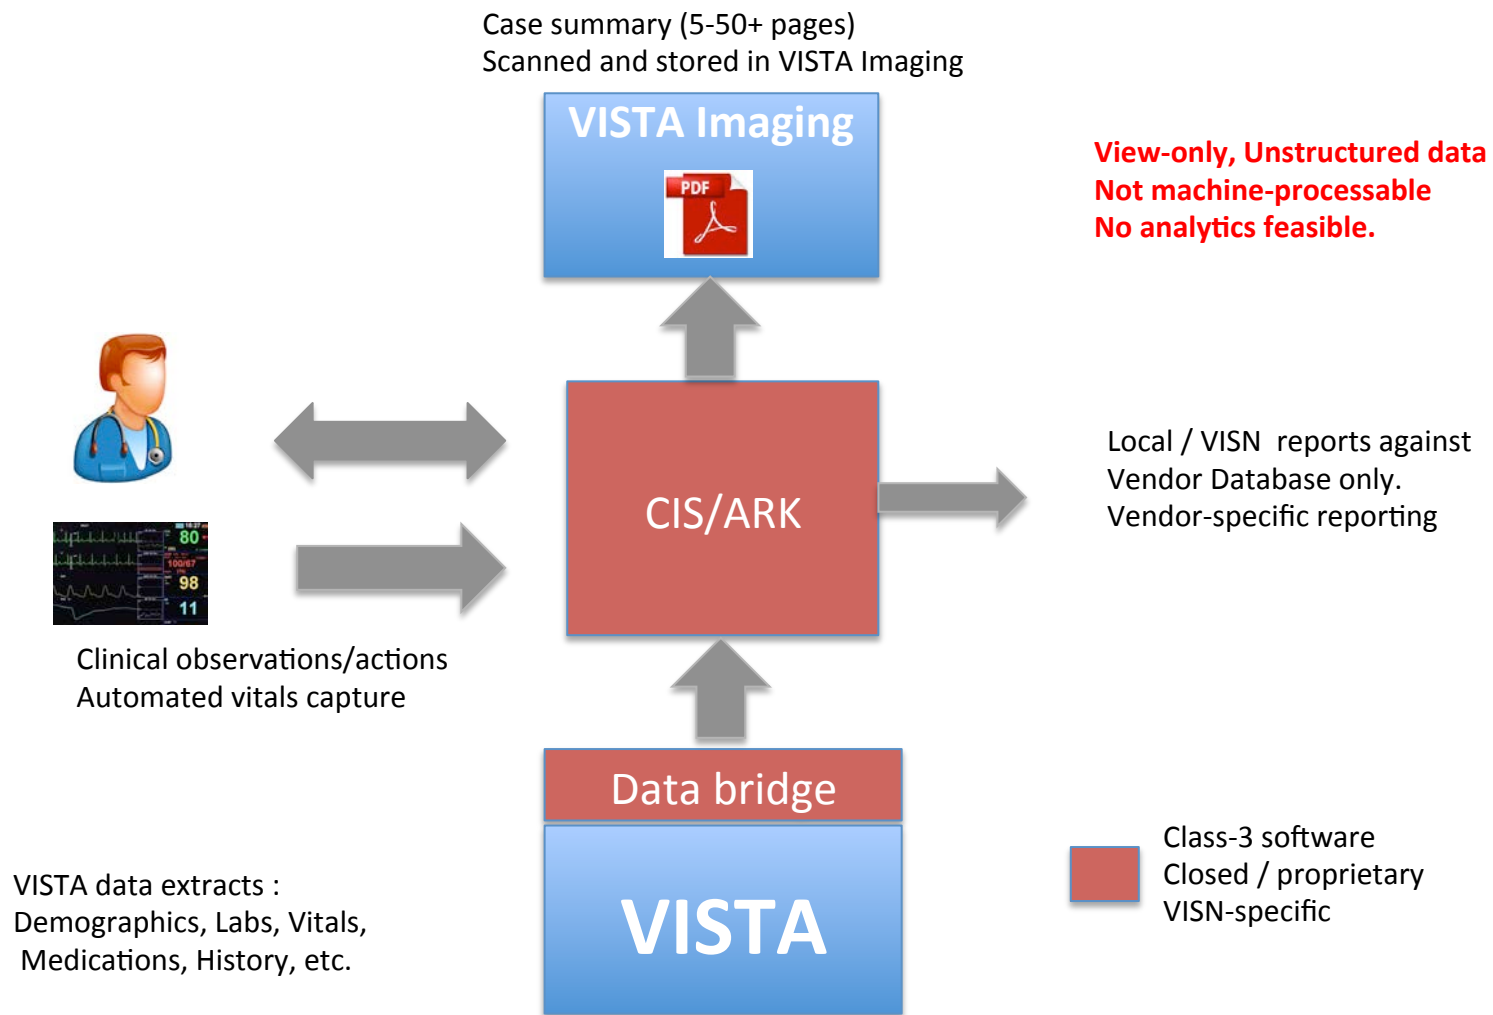 Case summary (5-50+ pages)
Scanned and stored in VISTA Imaging
VISTA Imaging
PDF
View-only, Unstructured data
Not machine-processable
No analytics feasible.
CIS/ARK
Local / VISN  reports against
Vendor Database only.
Vendor-specific reporting
80
100/67
98
11
Clinical observations/actions
Automated vitals capture
Data bridge
VISTA
VISTA data extracts :
Demographics, Labs, Vitals,
Medications, History, etc.
Class-3 software
Closed / proprietary
VISN-specific